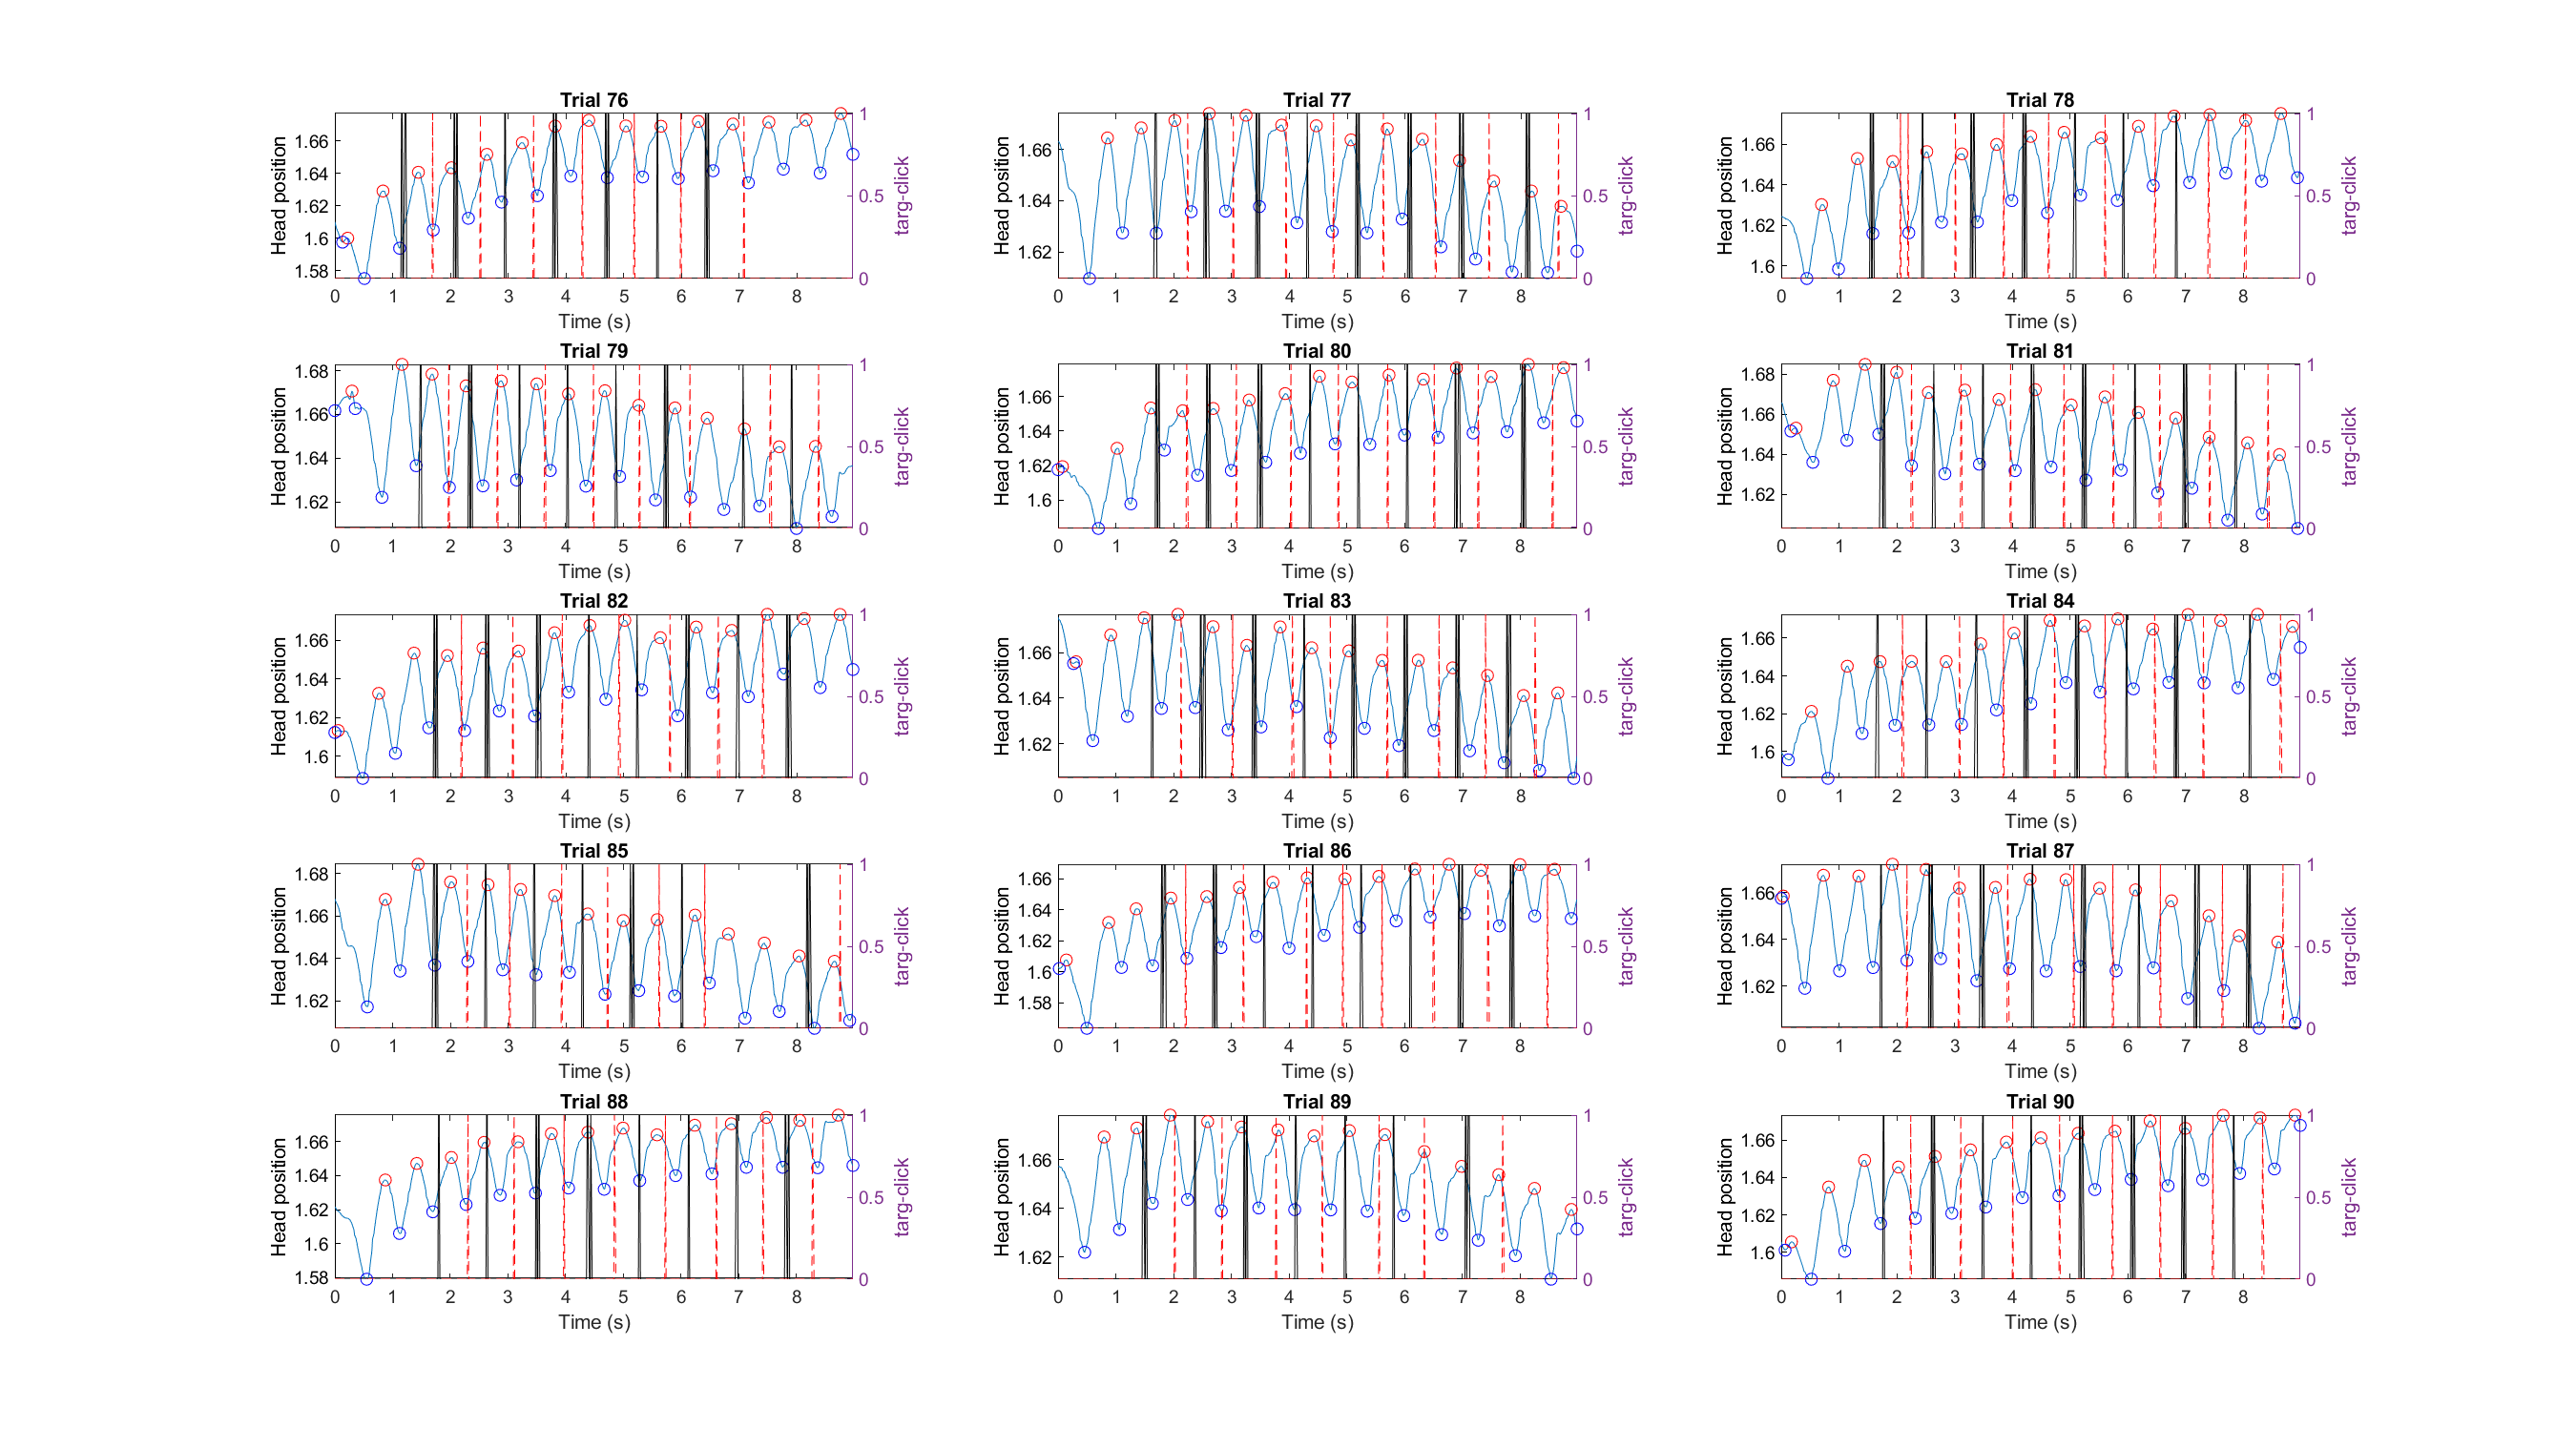 Trial 76
Head position
1.66
1.64
1.62
1.6
1.58
1
0.5
0
targ-click
0 1 2 3 4 5 6 7 8
Time (s)
Trial 77
Head position
1.66
1.64
1.62
1
0.5
0
targ-click
0 1 2 3 4 5 6 7 8
Time (s)
Trial 78
Head position
1.66
1.64
1.62
1.6
1
0.5
0
targ-click
0 1 2 3 4 5 6 7 8
Time (s)
Trial 79
Head position
1.68
1.66
1.64
1.62
1
0.5
0
targ-click
0 1 2 3 4 5 6 7 8
Time (s)
Trial 80
Head position
1.66
1.64
1.62
1.6
1
0.5
0
targ-click
0 1 2 3 4 5 6 7 8
Time (s)
Trial 81
Head position
1.68
1.66
1.64
1.62
1
0.5
0
targ-click
0 1 2 3 4 5 6 7 8
Time (s)
Trial 82
Head position
1.66
1.64
1.62
1.6
1
0.5
0
targ-click
0 1 2 3 4 5 6 7 8
Time (s)
Trial 83
Head position
1.66
1.64
1.62
1
0.5
0
targ-click
0 1 2 3 4 5 6 7 8
Time (s)
Trial 84
Head position
1.66
1.64
1.62
1.6
1
0.5
0
targ-click
0 1 2 3 4 5 6 7 8
Time (s)
Trial 85
Head position
1.68
1.66
1.64
1.62
1
0.5
0
targ-click
0 1 2 3 4 5 6 7 8
Time (s)
Trial 86
Head position
1.66
1.64
1.62
1.6
1.58
1
0.5
0
targ-click
0 1 2 3 4 5 6 7 8
Time (s)
Trial 87
Head position
1.66
1.64
1.62
1
0.5
0
targ-click
0 1 2 3 4 5 6 7 8
Time (s)
Trial 88
Head position
1.66
1.64
1.62
1.6
1.58
1
0.5
0
targ-click
0 1 2 3 4 5 6 7 8
Time (s)
Trial 89
Head position
1.66
1.64
1.62
1
0.5
0
targ-click
0 1 2 3 4 5 6 7 8
Time (s)
Trial 90
Head position
1.66
1.64
1.62
1.6
1
0.5
0
targ-click
0 1 2 3 4 5 6 7 8
Time (s)